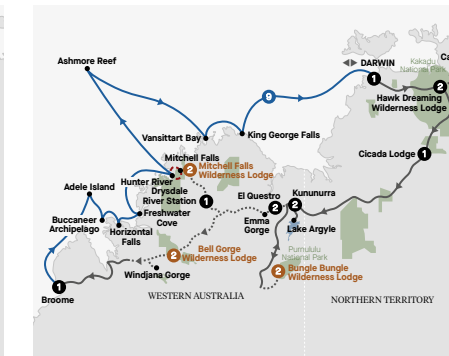 Ashmore Reef
DARWIN
Kakadu
National Park
Ca
1
2
9
Hawk Dreaming
Wilderness Lodge
Vansittart Bay
King George Falls
Cicada Lodge
1
Mitchell Falls
2
Mitchell Falls
Wilderness Lodge
Adele Island
Hunter River
Drysdale
River Station
1
El Questro
2
Kununurra
2
Buccaneer
Archipelago
Freshwater
Cove
Horizontal
Falls
Emma
Gorge
Lake Argyle
Bell Gorge
Wilderness Lodge
2
Purnululu
National Park
Windjana Gorge
2
Bungle Bungle
Wilderness Lodge
1
Broome
WESTERN AUSTRALIA
NORTHERN TERRITORY